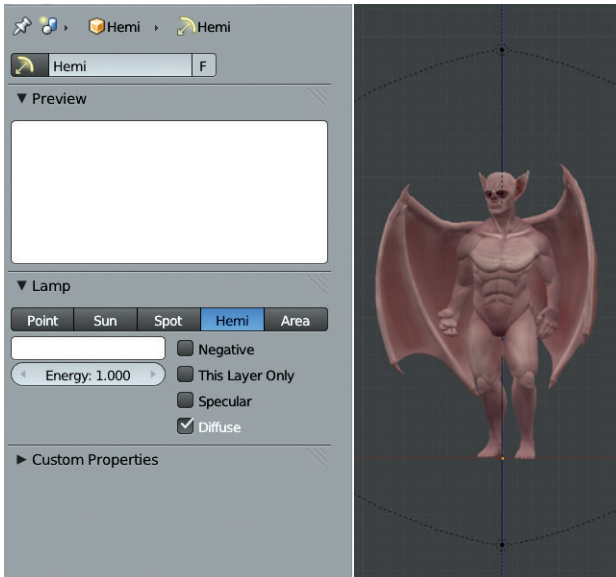 Hemi Hemi
Hemi F
Preview
Lamp
Point Sun Spot Hemi Area
Negative
Energy: 1.000 This Layer Only
Specular
Diffuse
Custom Properties